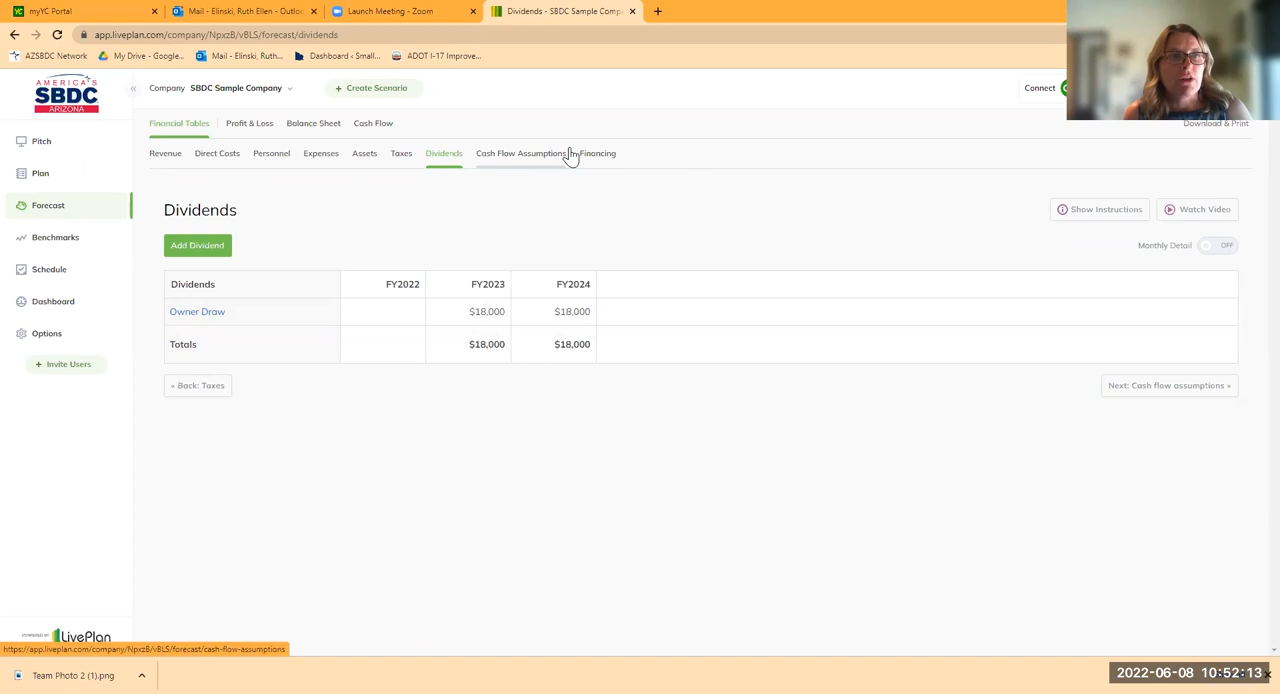 myYC Portal
Mail - Elinski, Ruth Ellen - Outloo
Launch Meeting - Zoom
Dividends - SBDC Sample Comp
app.liveplan.com/company/NpxzB/vBLS/forecast/dividends
AZSBDC Network
My Drive - Google...
Mail - Elinski, Ruth...
Dashboard < Small...
ADOT I-17 Improve...
AMERICA'S
SBDC
ARIZONA
Company SBDC Sample Company
+ Create Scenario
Connect
Financial Tables
Profit & Loss
Balance Sheet
Cash Flow
Download & Print
Revenue
Direct Costs
Personnel
Expenses
Assets
Taxes
Dividends
Cash Flow Assumptions
Financing
Pitch
Plan
Forecast
Benchmarks
Schedule
Dashboard
Options
+ Invite Users
Dividends
Show Instructions
Watch Video
Add Dividend
Monthly Detail OFF
Dividends FY2022 FY2023 FY2024
Owner Draw $18,000 $18,000
Totals $18,000 $18,000
« Back: Taxes
Next: Cash flow assumptions »
POWERED BY LivePlan
https://app.liveplan.com/company/NpxzB/vBLS/forecast/cash-flow-assumptions
Team Photo 2 (1).png
2022-06-08 10:52:13